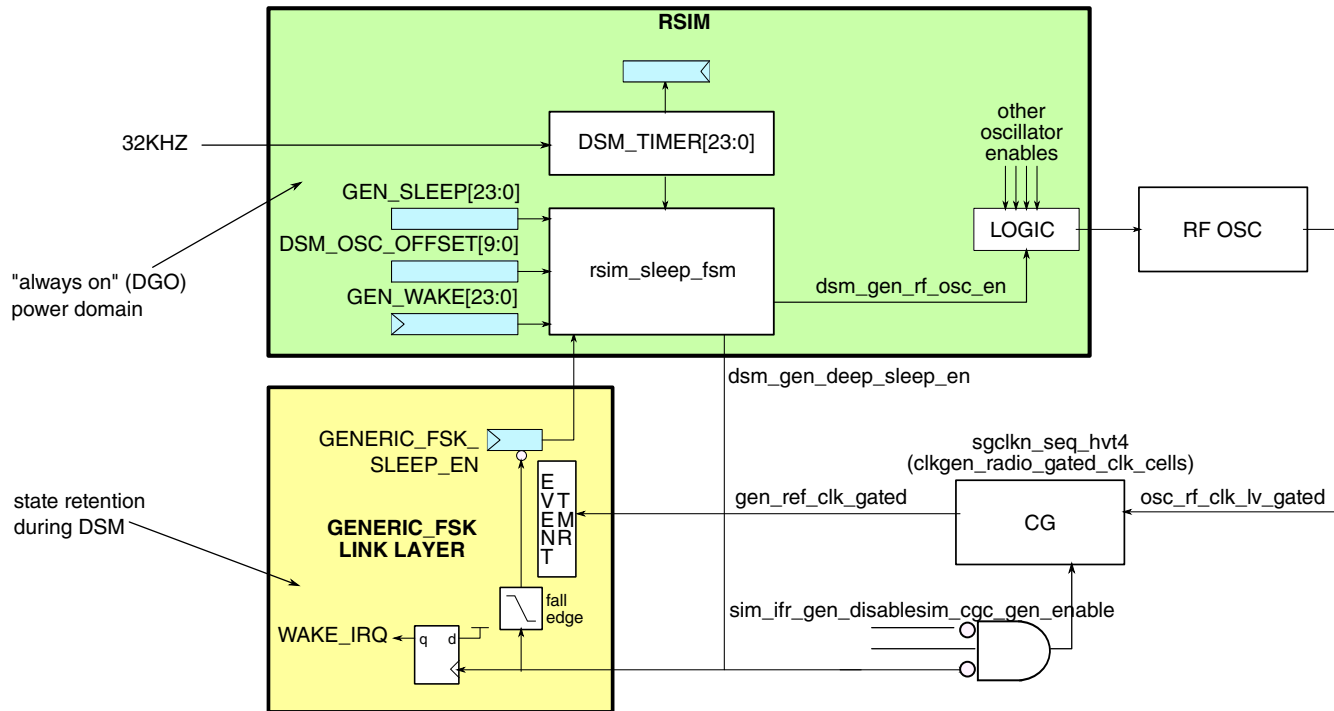 RSIM
32KHZ
DSM_TIMER[23:0]
other
oscillator
enables
GEN_SLEEP[23:0]
DSM_OSC_OFFSET[9:0]
GEN_WAKE[23:0]
rsim_sleep_fsm
LOGIC
RF OSC
"always on" (DGO)
power domain
dsm_gen_rf_osc_en
dsm_gen_deep_sleep_en
GENERIC_FSK_
SLEEP_EN
EVENT
TMR
sgclkn_seq_hvt4
(clkgen_radio_gated_clk_cells)
gen_ref_clk_gated
CG
osc_rf_clk_lv_gated
state retention
during DSM
GENERIC_FSK
LINK LAYER
fall
edge
sim_ifr_gen_disablesim_cgc_gen_enable
WAKE_IRQ
q
d